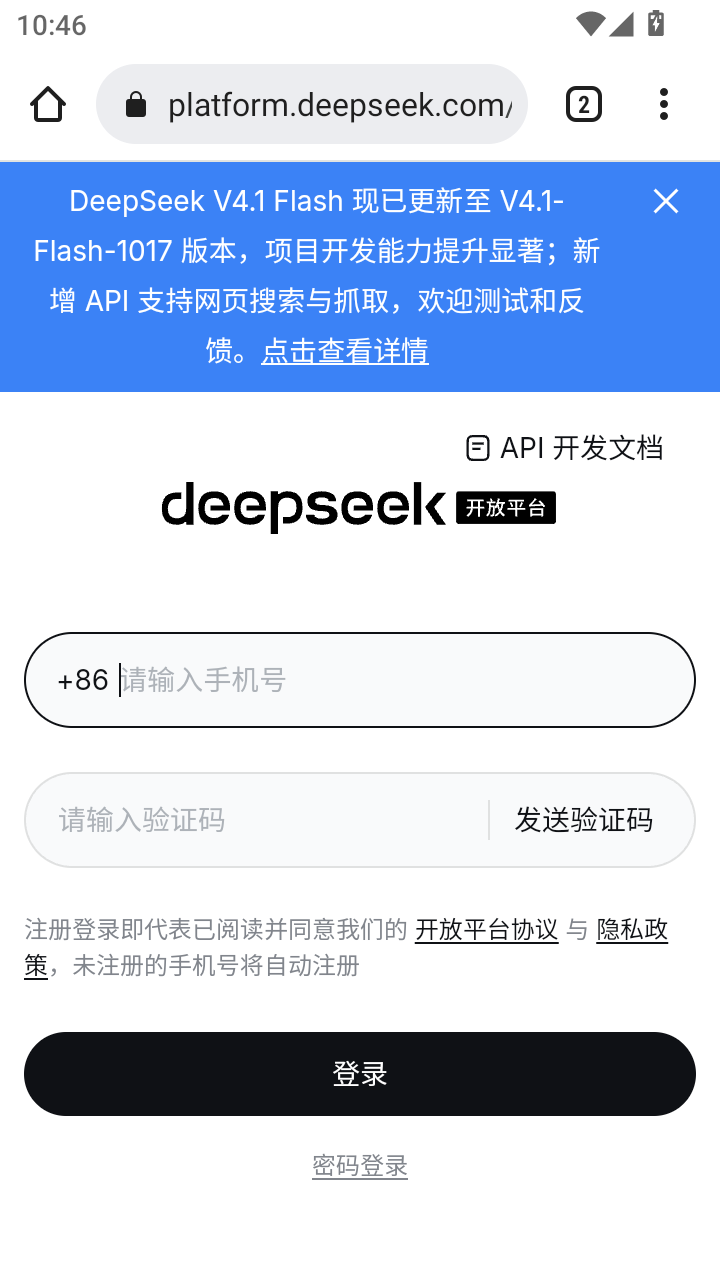 10:46
platform.deepseek.com/
2
DeepSeek V4.1 Flash 现已更新至 V4.1-
Flash-1017 版本，项目开发能力提升显著；新
增 API 支持网页搜索与抓取，欢迎测试和反
馈。点击查看详情
API 开发文档
deepseek 开放平台
+86 请输入手机号
请输入验证码 发送验证码
注册登录即代表已阅读并同意我们的 开放平台协议 与 隐私政
策，未注册的手机号将自动注册
登录
密码登录